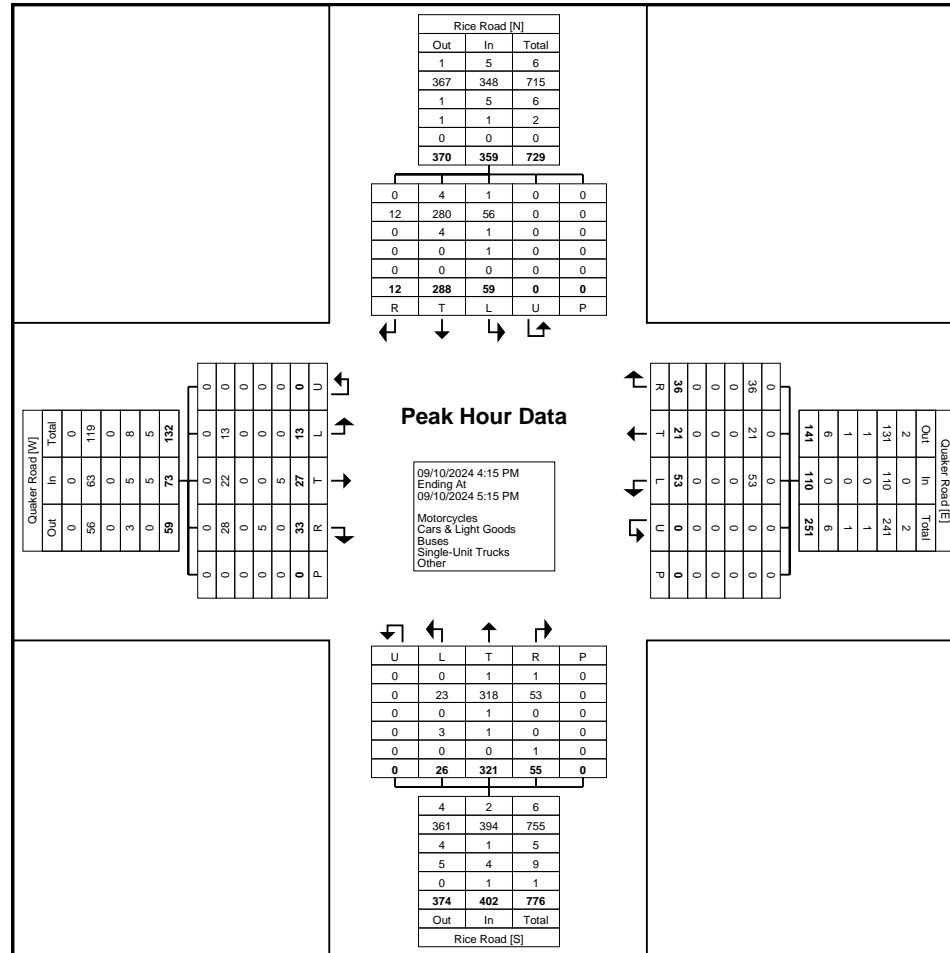 Rice Road [N]
Out In Total
1 5 6
367 348 715
1 5 6
1 1 2
0 0 0
370 359 729
0 4 1 0 0
12 280 56 0 0
0 4 1 0 0
0 0 1 0 0
0 0 0 0 0
12 288 59 0 0
R T L U P
Quaker Road [W]
Total In Out
0 0 0
119 63 56
0 0 0
8 5 3
5 5 0
132 73 59
0 0 0 0 0
0 13 22 28 0
0 0 0 0 0
0 0 0 5 0
0 0 5 0 0
0 13 27 33 0
U L T R P
Peak Hour Data
09/10/2024 4:15 PM
Ending At
09/10/2024 5:15 PM
Motorcycles
Cars & Light Goods
Buses
Single-Unit Trucks
Other
R T L U P
36 21 53 0 0
0 0 0 0 0
0 0 0 0 0
0 0 0 0 0
36 21 53 0 0
0 0 0 0 0
141 110 251
6 0 6
1 0 1
1 0 1
131 110 241
2 0 2
Out In Total
Quaker Road [E]
U L T R P
0 0 1 1 0
0 23 318 53 0
0 0 1 0 0
0 3 1 0 0
0 0 0 1 0
0 26 321 55 0
4 2 6
361 394 755
4 1 5
5 4 9
0 1 1
374 402 776
Out In Total
Rice Road [S]